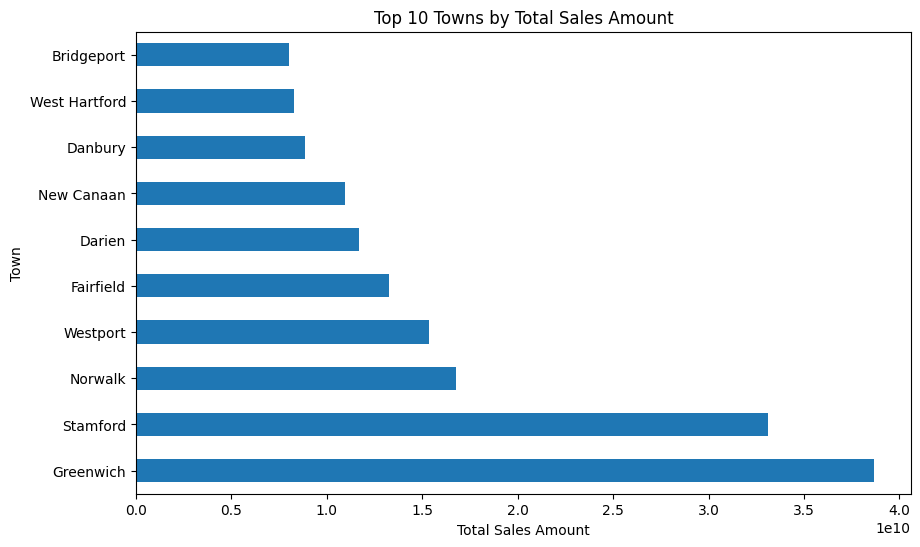 Top 10 Towns by Total Sales Amount
Bridgeport
West Hartford
Danbury
New Canaan
Darien
Fairfield
Westport
Norwalk
Stamford
Greenwich
Town
0.0 0.5 1.0 1.5 2.0 2.5 3.0 3.5 4.0
1e10
Total Sales Amount